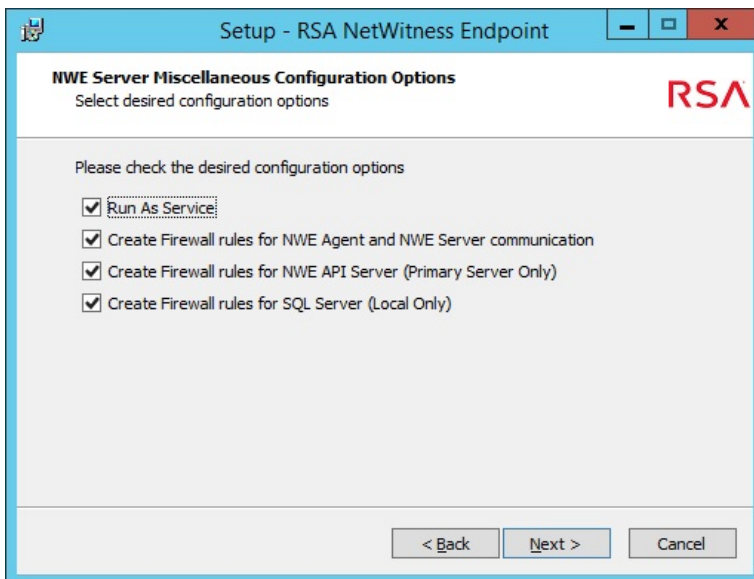 Setup - RSA NetWitness Endpoint
NWE Server Miscellaneous Configuration Options
Select desired configuration options
RSA
Please check the desired configuration options
Run As Service
Create Firewall rules for NWE Agent and NWE Server communication
Create Firewall rules for NWE API Server (Primary Server Only)
Create Firewall rules for SQL Server (Local Only)
< Back Next > Cancel